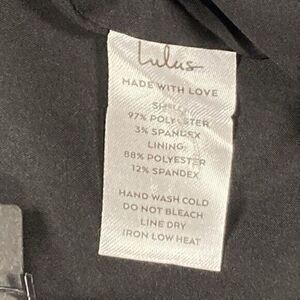 Lulus
MADE WITH LOVE
SHELL:
97% POLYESTER
3% SPANDEX
LINING:
88% POLYESTER
12% SPANDEX
HAND WASH COLD
DO NOT BLEACH
LINE DRY
IRON LOW HEAT